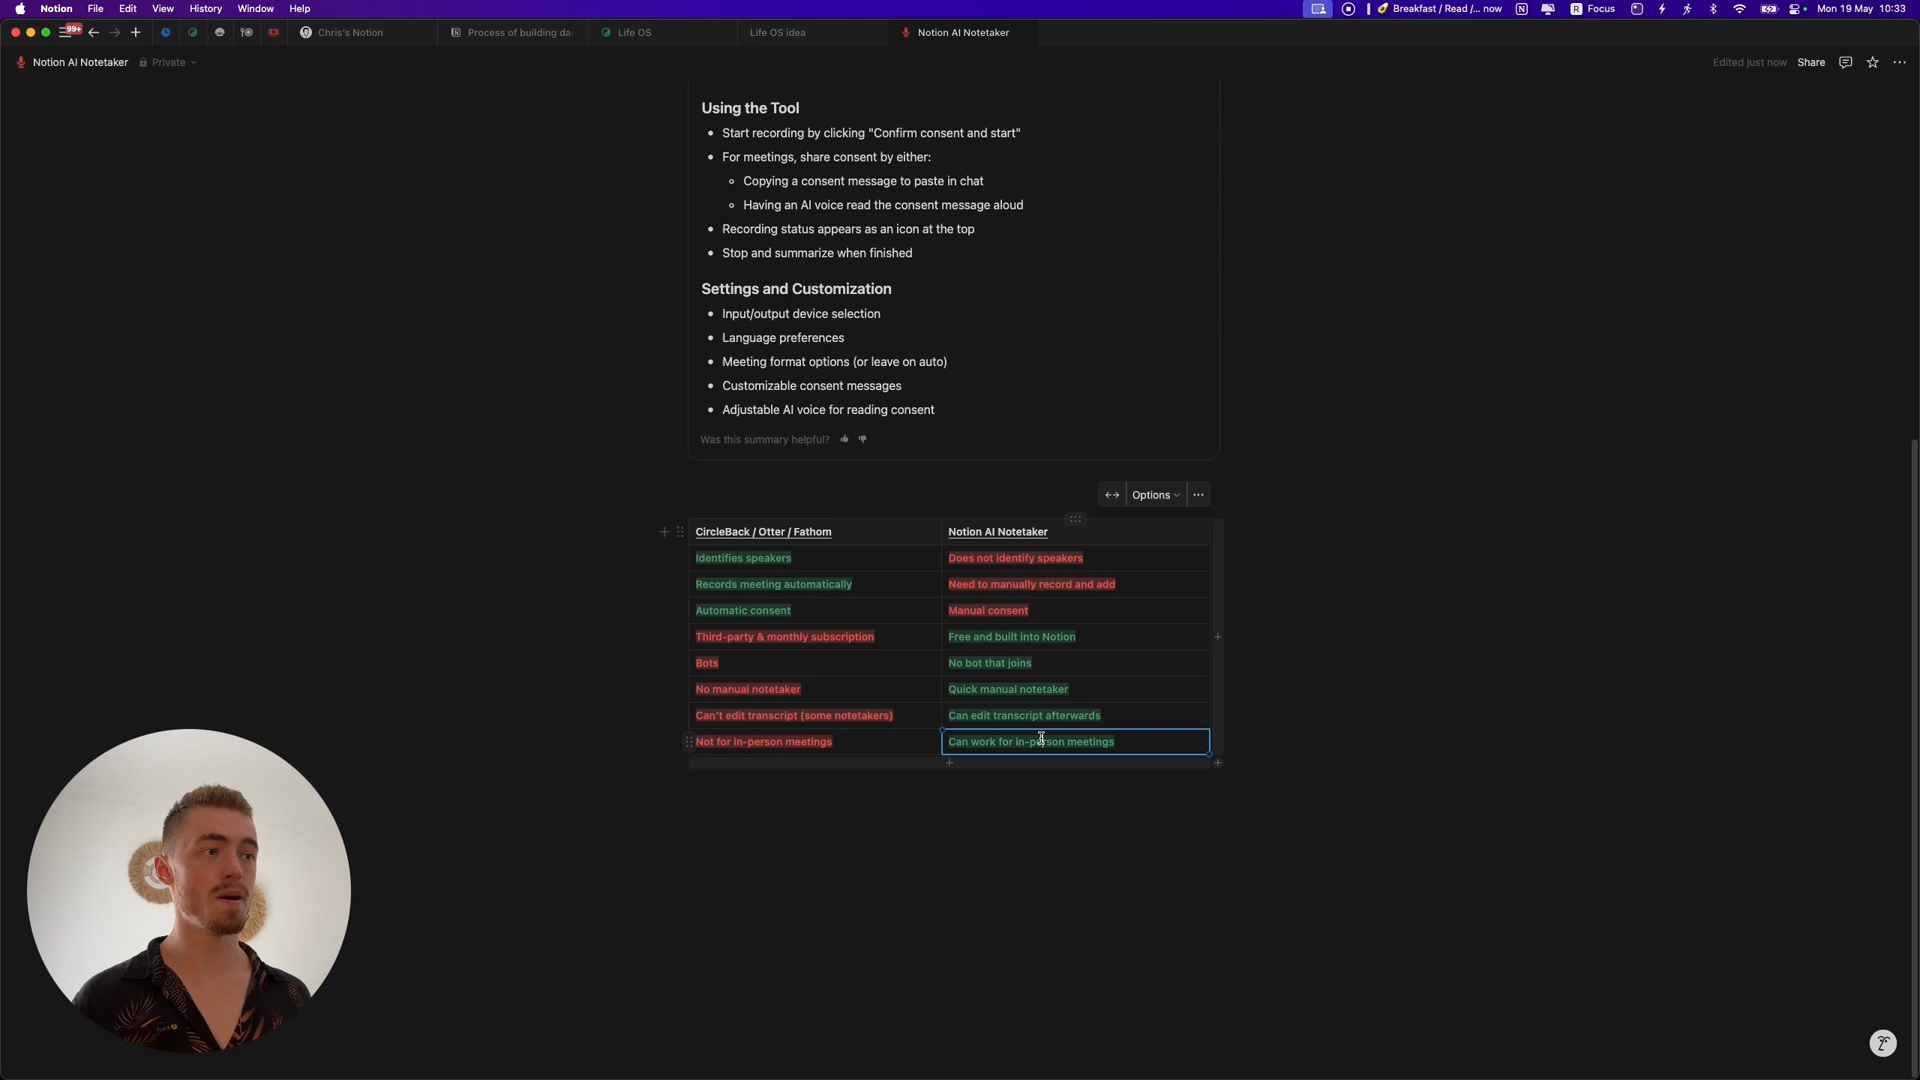 Notion File Edit View History Window Help
Breakfast / Read /... now
Focus
Mon 19 May 10:33
99+
Chris's Notion
Process of building da
Life OS
Life OS idea
Notion AI Notetaker
Notion AI Notetaker
Private
Edited just now
Share
Using the Tool
Start recording by clicking "Confirm consent and start"
For meetings, share consent by either:
Copying a consent message to paste in chat
Having an AI voice read the consent message aloud
Recording status appears as an icon at the top
Stop and summarize when finished
Settings and Customization
Input/output device selection
Language preferences
Meeting format options (or leave on auto)
Customizable consent messages
Adjustable AI voice for reading consent
Was this summary helpful?
Options
CircleBack / Otter / Fathom
Notion AI Notetaker
Identifies speakers
Does not identify speakers
Records meeting automatically
Need to manually record and add
Automatic consent
Manual consent
Third-party & monthly subscription
Free and built into Notion
Bots
No bot that joins
No manual notetaker
Quick manual notetaker
Can't edit transcript (some notetakers)
Can edit transcript afterwards
Not for in-person meetings
Can work for in-person meetings